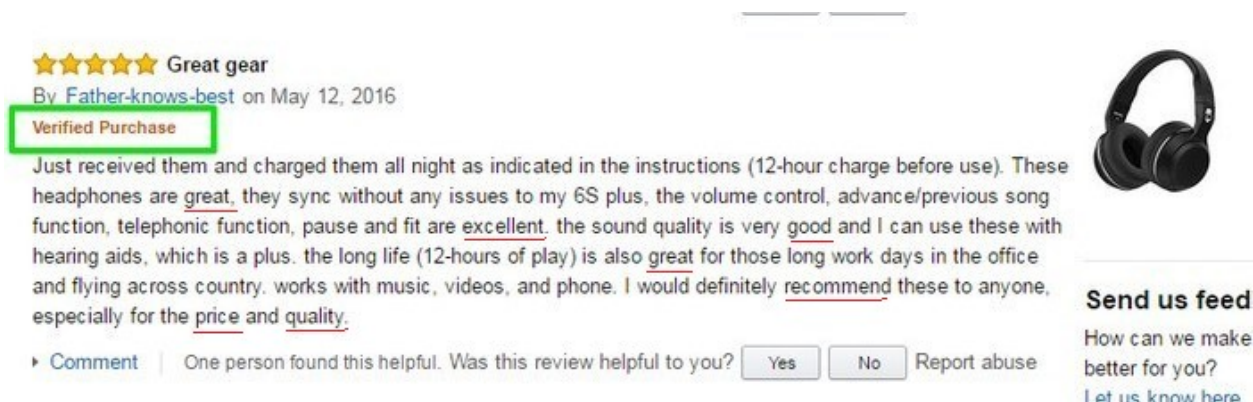 Great gear
By Father-knows-best on May 12, 2016
Verified Purchase
Just received them and charged them all night as indicated in the instructions (12-hour charge before use). These
headphones are great, they sync without any issues to my 6S plus, the volume control, advance/previous song
function, telephonic function, pause and fit are excellent. the sound quality is very good and I can use these with
hearing aids, which is a plus. the long life (12-hours of play) is also great for those long work days in the office
and flying across country. works with music, videos, and phone. I would definitely recommend these to anyone,
especially for the price and quality.
Comment One person found this helpful. Was this review helpful to you? Yes No Report abuse
Send us feed
How can we make
better for you?
Let us know here